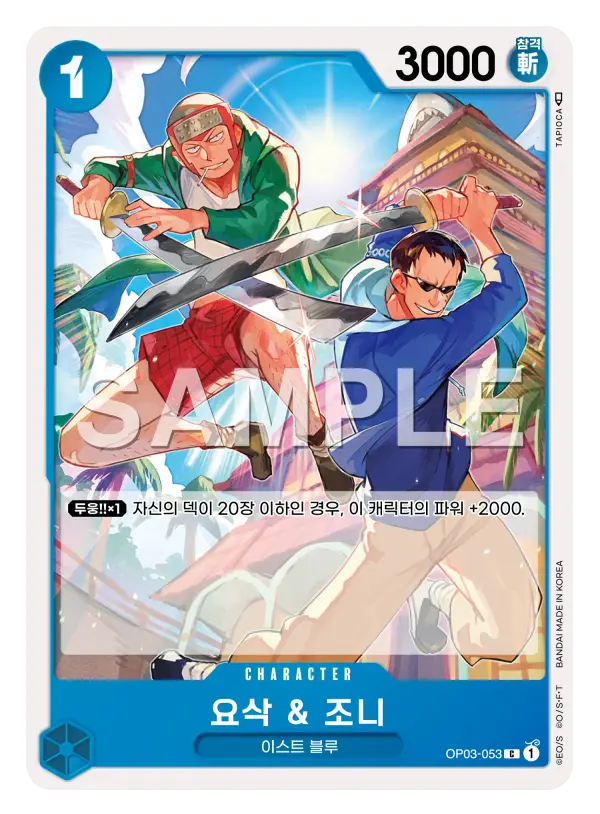 1
3000
참격
斬
TAPIOCA
SAMPLE
두웅!!×1 자신의 덱이 20장 이하인 경우, 이 캐릭터의 파워 +2000.
CHARACTER
요삭 & 조니
이스트 블루
OP03-053 C 1
©EO/S ©O/S·F·T BANDAI MADE IN KOREA